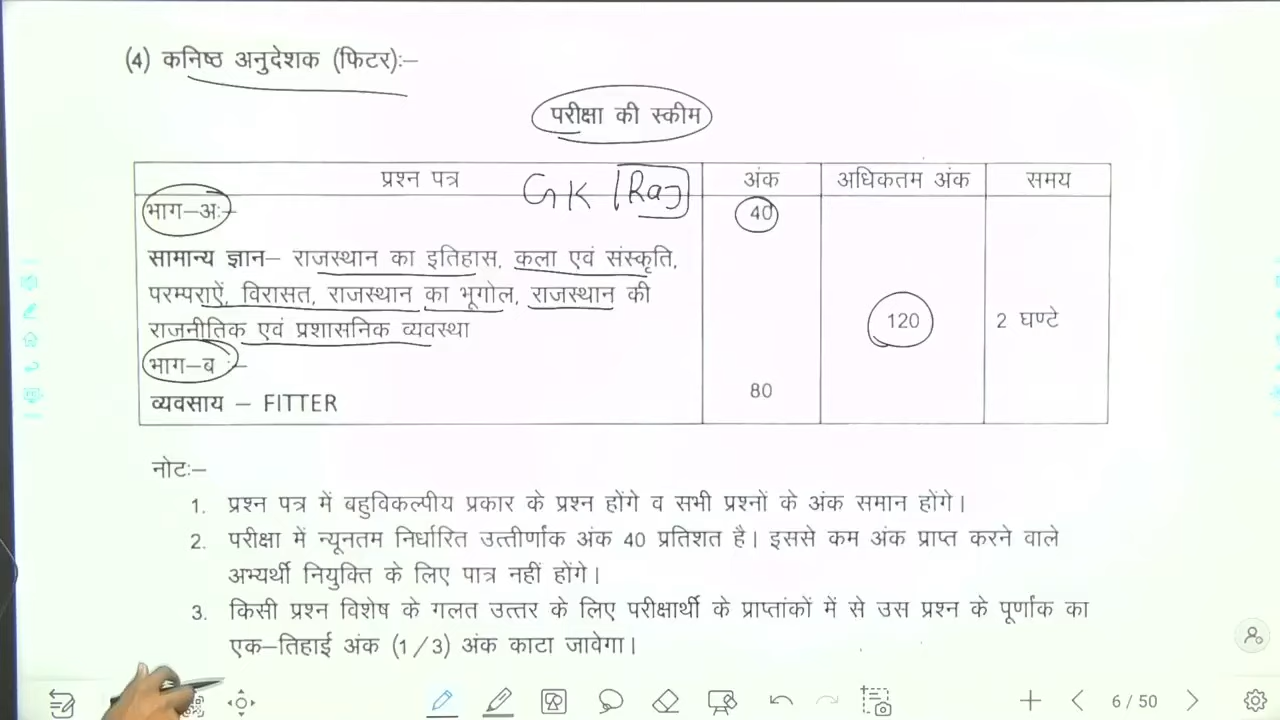 (4) कनिष्ठ अनुदेशक (फिटर):–
परीक्षा की स्कीम
प्रश्न पत्र GK Raj अंक अधिकतम अंक समय
भाग–अः- 40
सामान्य ज्ञान– राजस्थान का इतिहास, कला एवं संस्कृति,
परम्पराऐं, विरासत, राजस्थान का भूगोल, राजस्थान की
राजनीतिक एवं प्रशासनिक व्यवस्था 120 2 घण्टे
भाग–ब :-
व्यवसाय – FITTER 80
नोटः–
1. प्रश्न पत्र में बहुविकल्पीय प्रकार के प्रश्न होंगे व सभी प्रश्नों के अंक समान होंगे।
2. परीक्षा में न्यूनतम निर्धारित उत्तीर्णांक अंक 40 प्रतिशत है। इससे कम अंक प्राप्त करने वाले
अभ्यर्थी नियुक्ति के लिए पात्र नहीं होंगे।
3. किसी प्रश्न विशेष के गलत उत्तर के लिए परीक्षार्थी के प्राप्तांकों में से उस प्रश्न के पूर्णांक का
एक–तिहाई अंक (1/3) अंक काटा जावेगा।
6 / 50